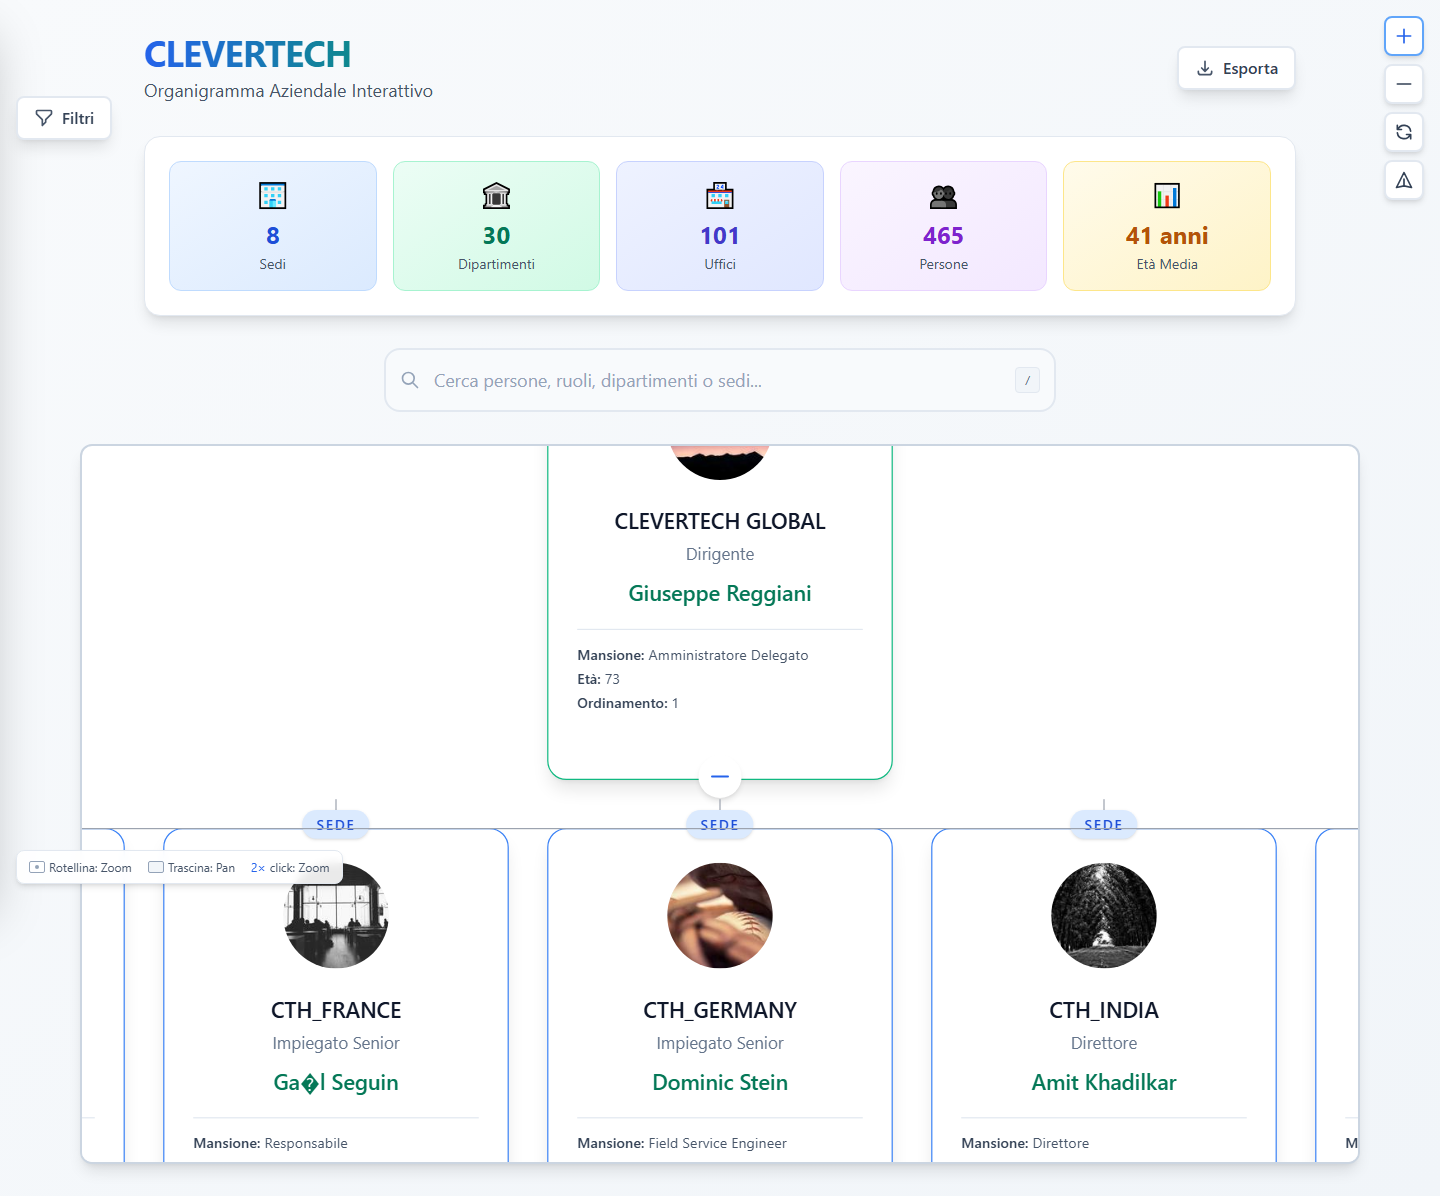 CLEVERTECH
Organigramma Aziendale Interattivo
Esporta
Filtri
8
Sedi
30
Dipartimenti
24
101
Uffici
465
Persone
41 anni
Età Media
Cerca persone, ruoli, dipartimenti o sedi...
/
CLEVERTECH GLOBAL
Dirigente
Giuseppe Reggiani
Mansione: Amministratore Delegato
Età: 73
Ordinamento: 1
SEDE
SEDE
SEDE
Rotellina: Zoom
Trascina: Pan
2× click: Zoom
CTH_FRANCE
Impiegato Senior
Ga�l Seguin
Mansione: Responsabile
CTH_GERMANY
Impiegato Senior
Dominic Stein
Mansione: Field Service Engineer
CTH_INDIA
Direttore
Amit Khadilkar
Mansione: Direttore
M